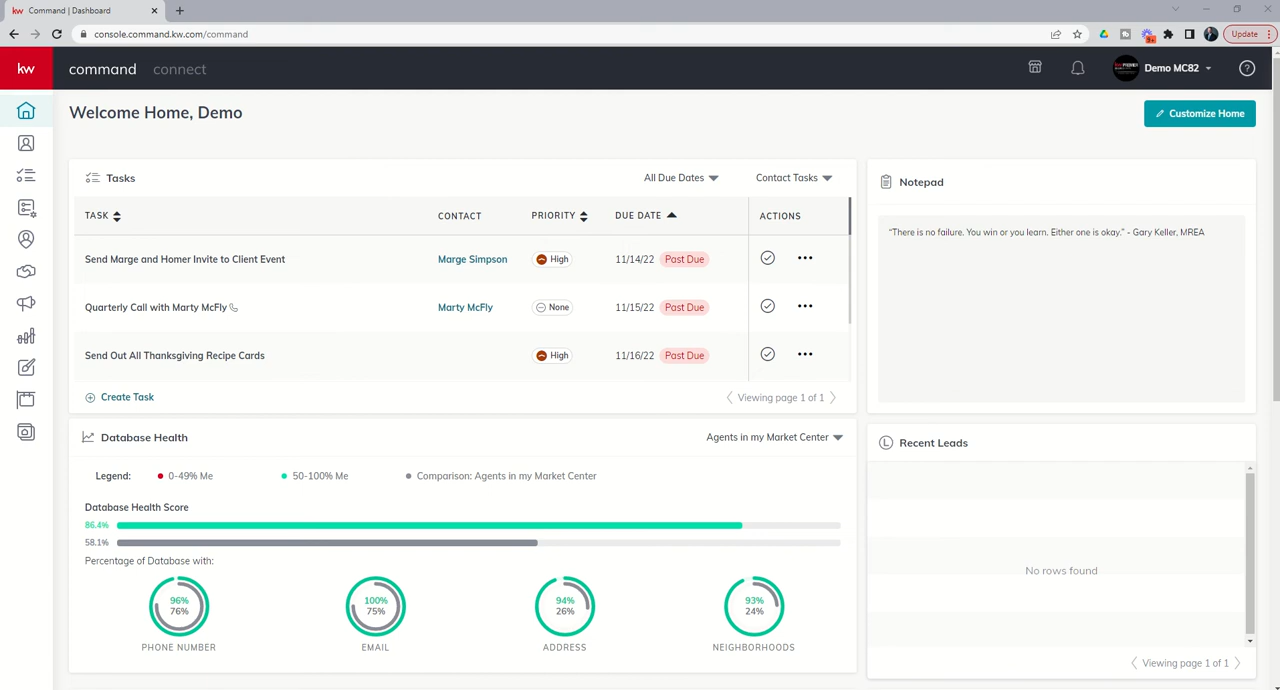 kw Command | Dashboard
console.command.kw.com/command
9+
Update
kw command connect
Demo MC82
Welcome Home, Demo
Customize Home
Tasks
All Due Dates
Contact Tasks
TASK CONTACT PRIORITY DUE DATE ACTIONS
Send Marge and Homer Invite to Client Event Marge Simpson High 11/14/22 Past Due
Quarterly Call with Marty McFly Marty McFly None 11/15/22 Past Due
Send Out All Thanksgiving Recipe Cards High 11/16/22 Past Due
Create Task
Viewing page 1 of 1
Notepad
“There is no failure. You win or you learn. Either one is okay.” - Gary Keller, MREA
Database Health
Agents in my Market Center
Legend: 0-49% Me 50-100% Me Comparison: Agents in my Market Center
Database Health Score
86.4%
58.1%
Percentage of Database with:
96% 100% 94% 93%
76% 75% 26% 24%
PHONE NUMBER EMAIL ADDRESS NEIGHBORHOODS
L Recent Leads
No rows found
Viewing page 1 of 1